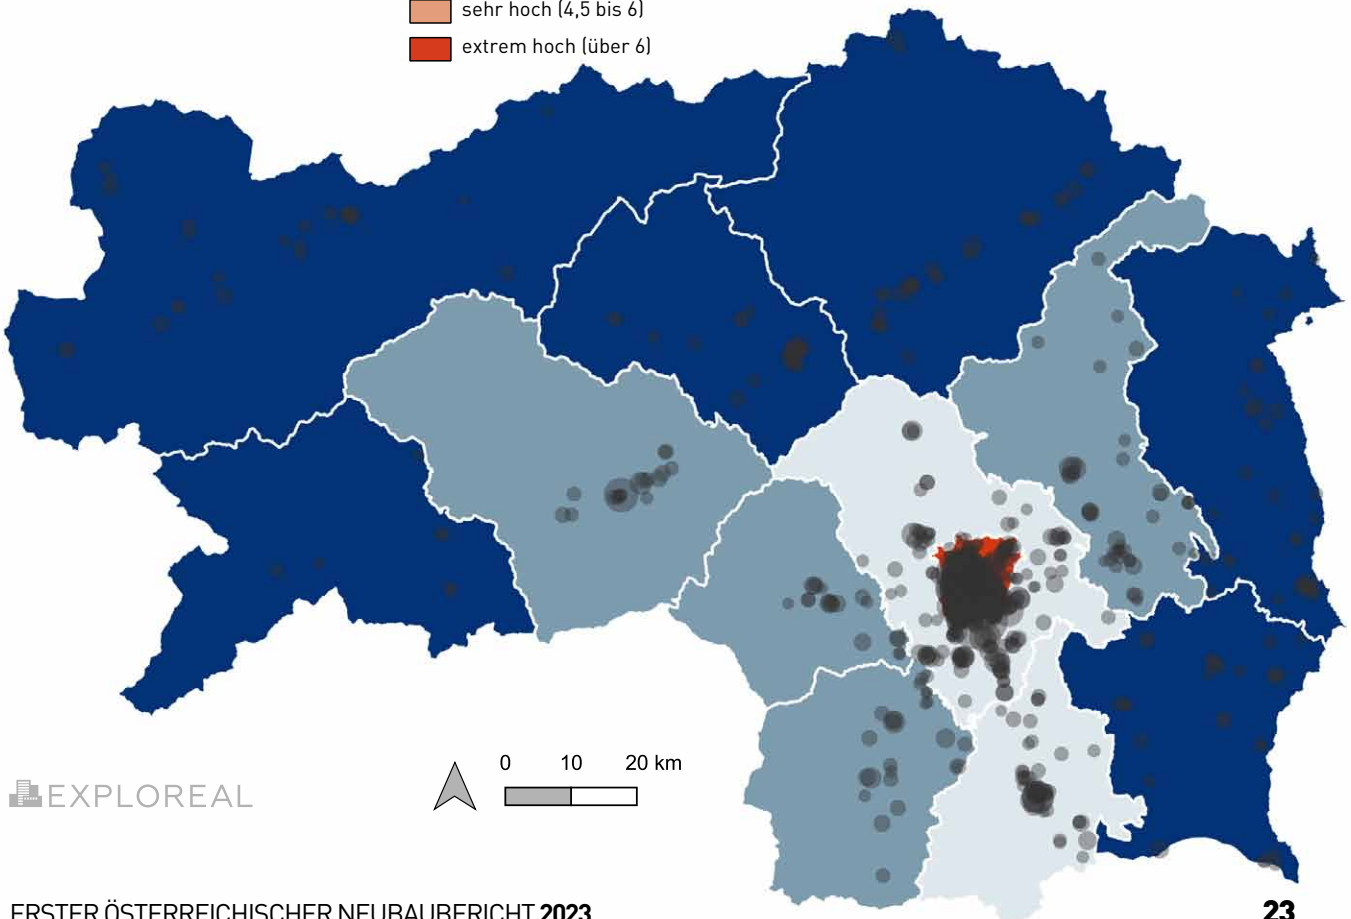 sehr hoch (4,5 bis 6)
extrem hoch (über 6)
0 10 20 km
EXPLOREAL
ERSTER ÖSTERREICHISCHER NEUBAUBERICHT 2023
23